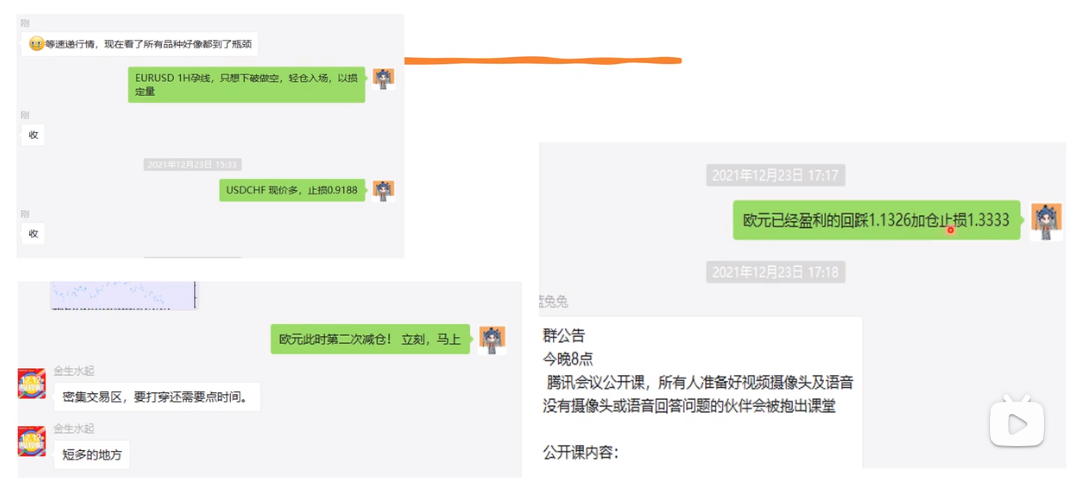 刚
等速递行情，现在看了所有品种好像都到了瓶颈
EURUSD 1H孕线，只想下破做空，轻仓入场，以损
定量
刚
收
2021年12月23日 15:33
USDCHF 现价多，止损0.9188
刚
收
欧元此时第二次减仓！ 立刻，马上
金生水起
密集交易区，要打穿还需要点时间。
金生水起
短多的地方
2021年12月23日 17:17
欧元已经盈利的回踩1.1326加仓止损1.3333
2021年12月23日 17:18
蓝兔兔
群公告
今晚8点
腾讯会议公开课，所有人准备好视频摄像头及语音
没有摄像头或语音回答问题的伙伴会被抱出课堂
公开课内容：